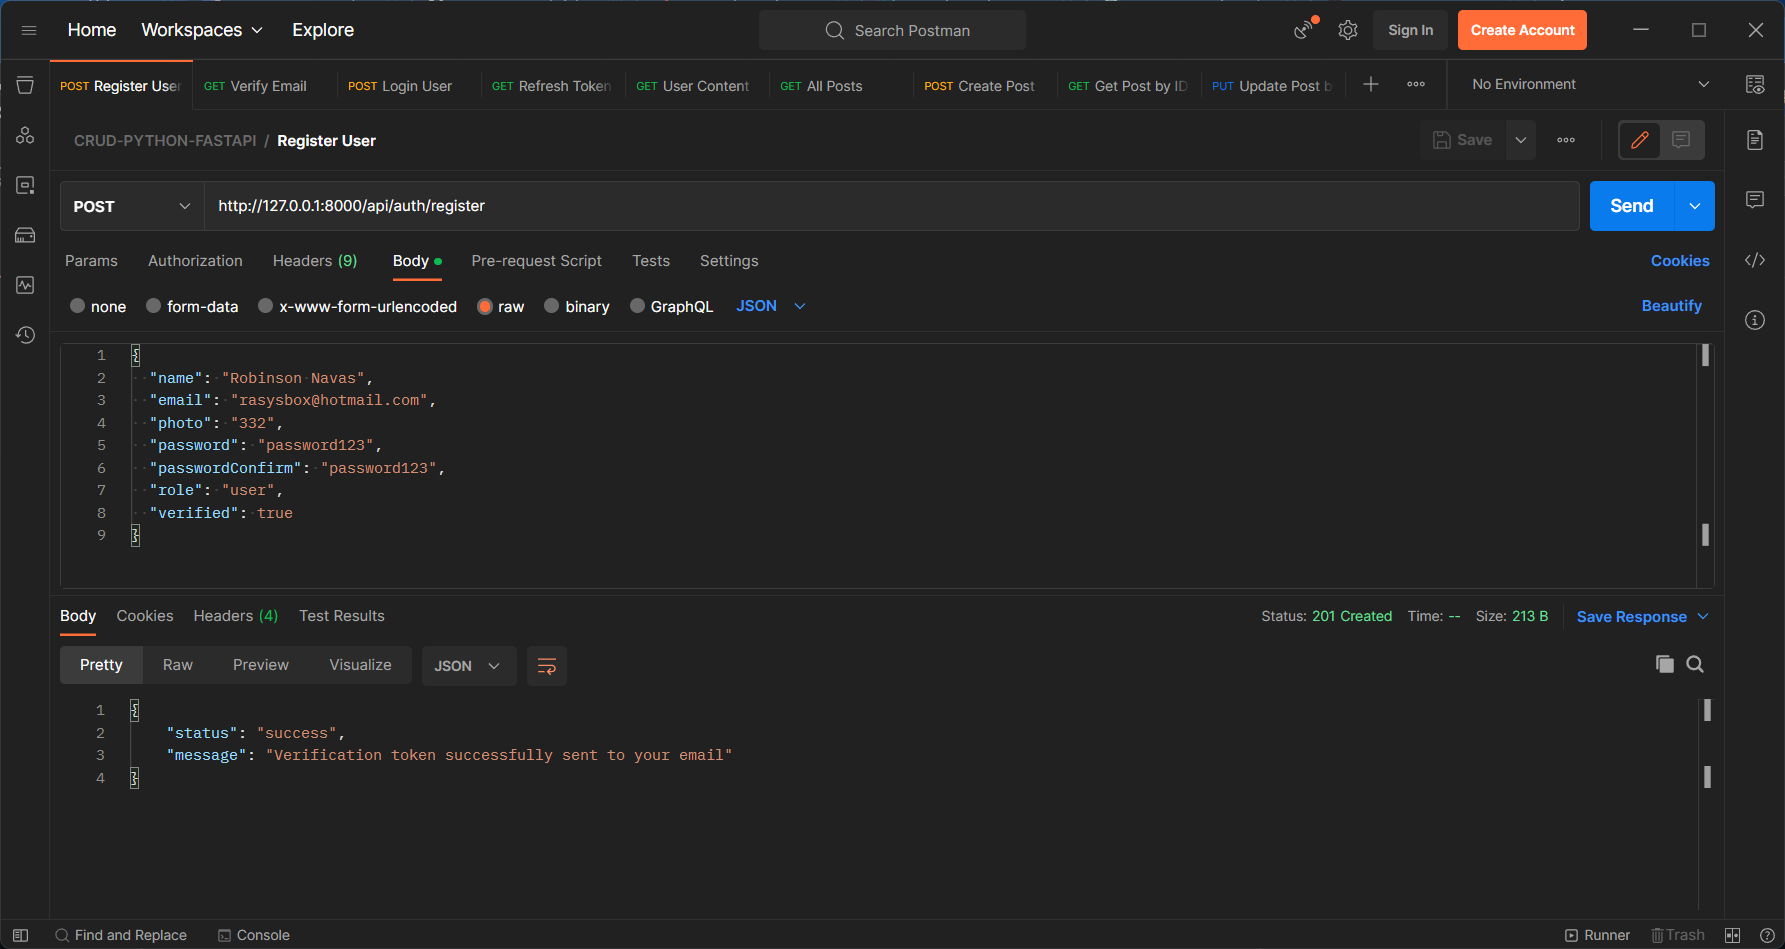 Home Workspaces Explore Search Postman Sign In Create Account
POST Register User GET Verify Email POST Login User GET Refresh Token GET User Content GET All Posts POST Create Post GET Get Post by ID PUT Update Post b No Environment
CRUD-PYTHON-FASTAPI / Register User Save
POST http://127.0.0.1:8000/api/auth/register Send
Params Authorization Headers (9) Body Pre-request Script Tests Settings Cookies
none form-data x-www-form-urlencoded raw binary GraphQL JSON Beautify
1 {
2 "name": "Robinson Navas",
3 "email": "rasysbox@hotmail.com",
4 "photo": "332",
5 "password": "password123",
6 "passwordConfirm": "password123",
7 "role": "user",
8 "verified": true
9 }
Body Cookies Headers (4) Test Results Status: 201 Created Time: -- Size: 213 B Save Response
Pretty Raw Preview Visualize JSON
1 {
2 "status": "success",
3 "message": "Verification token successfully sent to your email"
4 }
Find and Replace Console Runner Trash